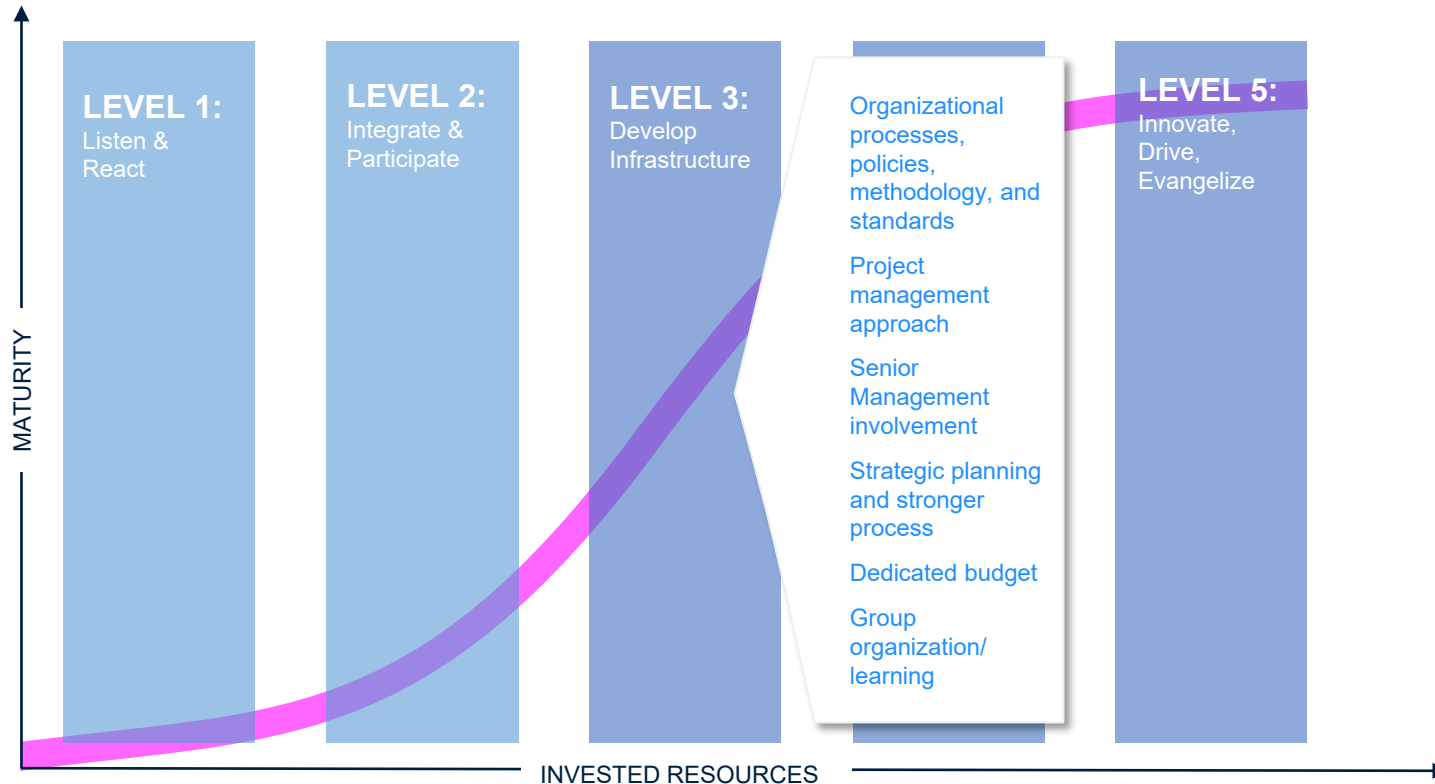 MATURITY
LEVEL 1:
Listen &
React
LEVEL 2:
Integrate &
Participate
LEVEL 3:
Develop
Infrastructure
Organizational
processes,
policies,
methodology, and
standards
Project
management
approach
Senior
Management
involvement
Strategic planning
and stronger
process
Dedicated budget
Group
organization/
learning
LEVEL 5:
Innovate,
Drive,
Evangelize
INVESTED RESOURCES